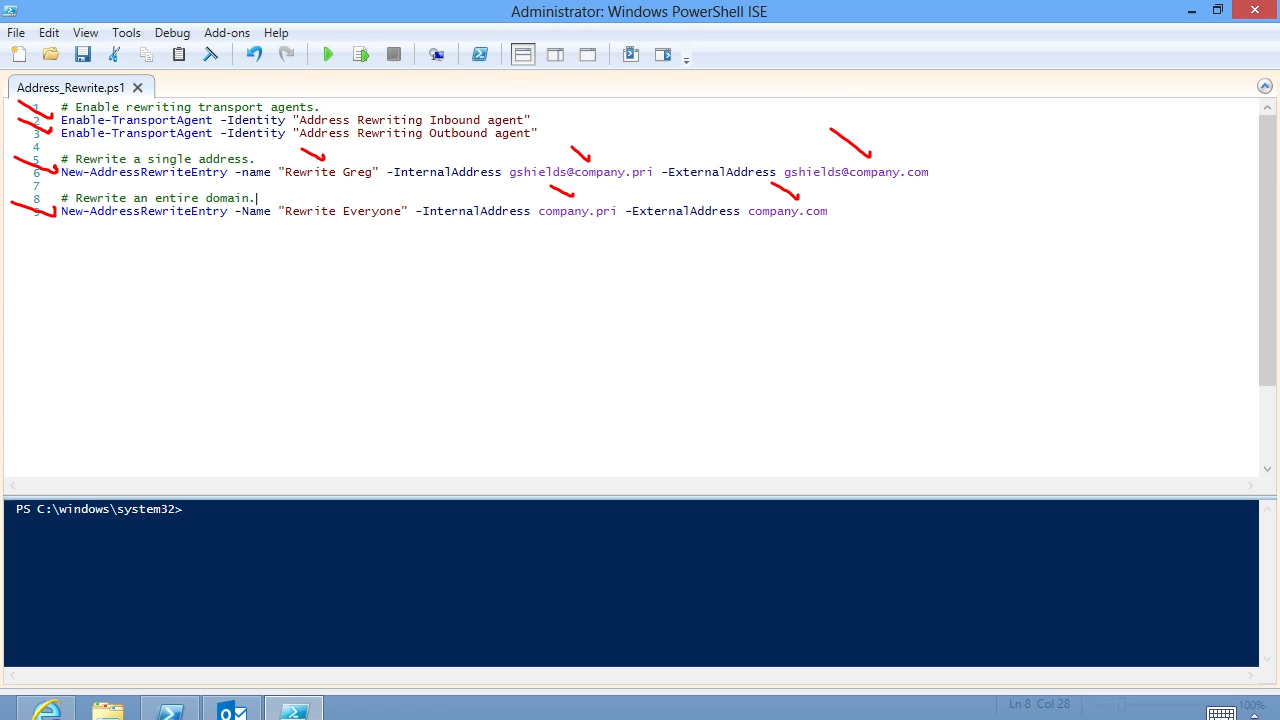 Administrator: Windows PowerShell ISE
File Edit View Tools Debug Add-ons Help
Address_Rewrite.ps1
1 # Enable rewriting transport agents.
2 Enable-TransportAgent -Identity "Address Rewriting Inbound agent"
3 Enable-TransportAgent -Identity "Address Rewriting Outbound agent"
4
5 # Rewrite a single address.
6 New-AddressRewriteEntry -name "Rewrite Greg" -InternalAddress gshields@company.pri -ExternalAddress gshields@company.com
7
8 # Rewrite an entire domain.
9 New-AddressRewriteEntry -Name "Rewrite Everyone" -InternalAddress company.pri -ExternalAddress company.com
PS C:\windows\system32>
Ln 8 Col 28 100%